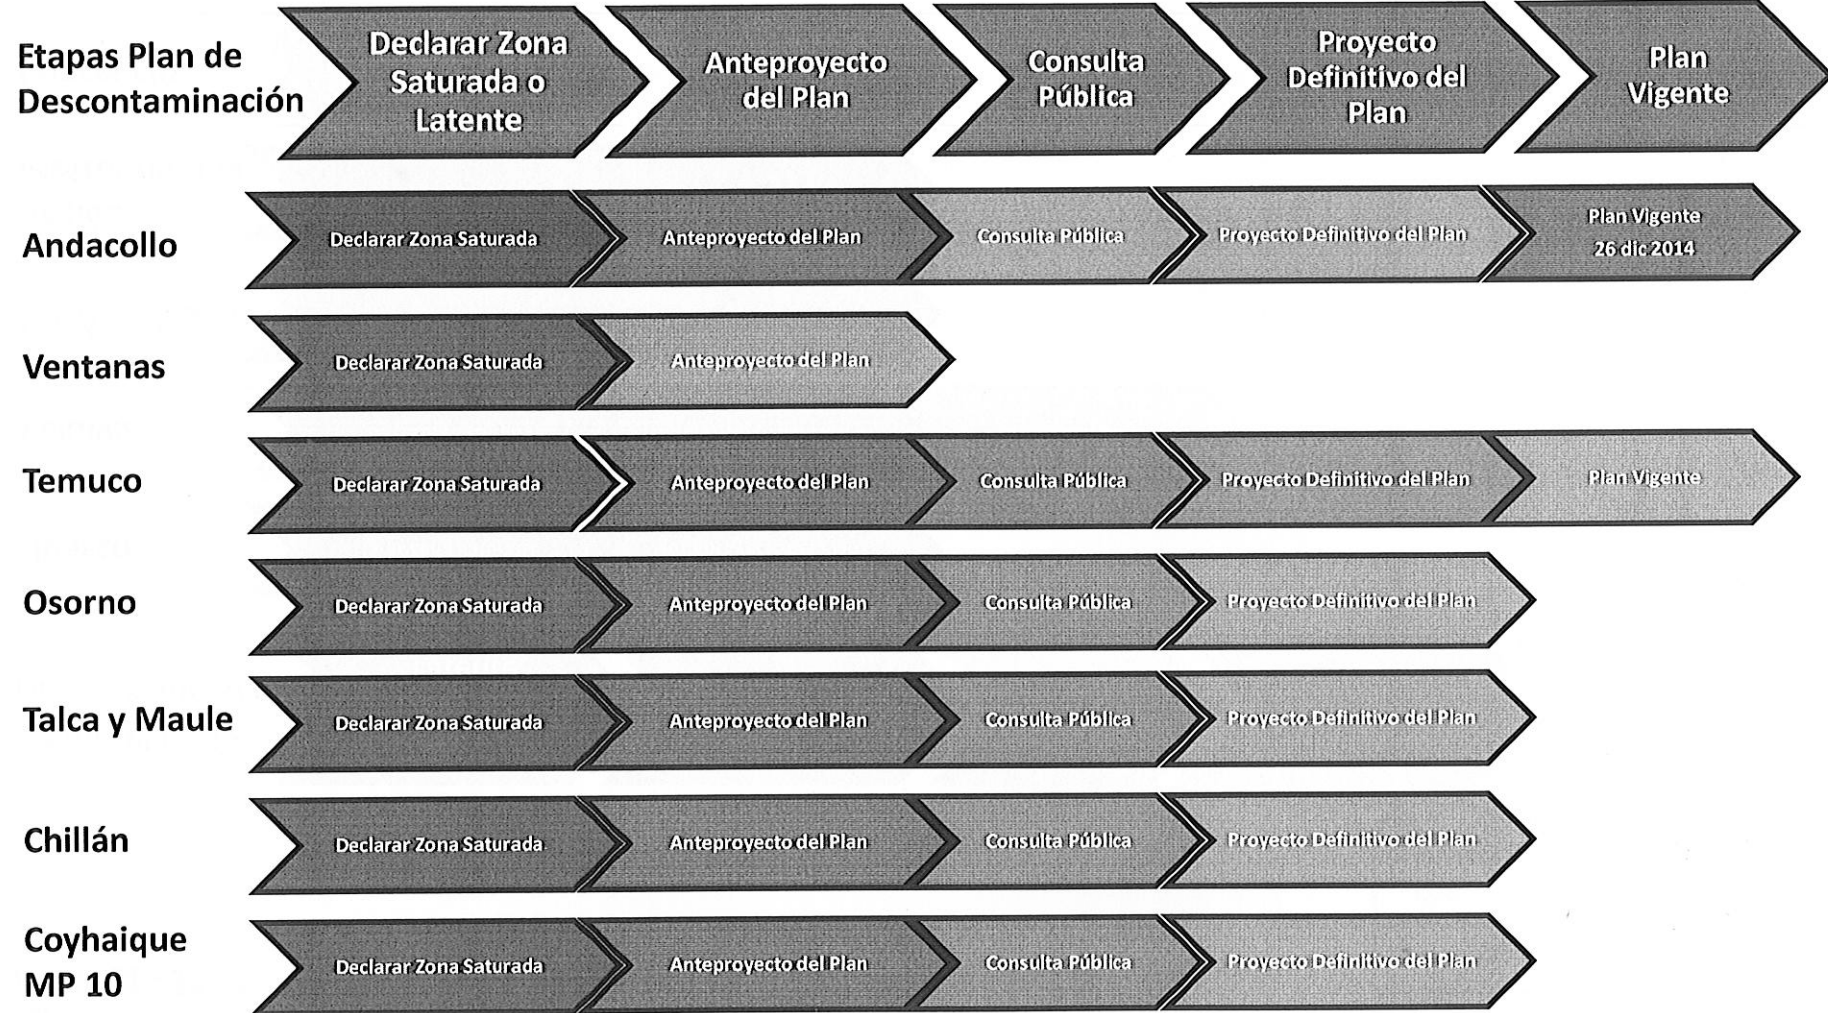 Etapas Plan de
Descontaminación
Declarar Zona
Saturada o
Latente
Anteproyecto
del Plan
Consulta
Pública
Proyecto
Definitivo del
Plan
Plan
Vigente
Andacollo
Declarar Zona Saturada
Anteproyecto del Plan
Consulta Pública
Proyecto Definitivo del Plan
Plan Vigente
26 dic 2014
Ventanas
Declarar Zona Saturada
Anteproyecto del Plan
Temuco
Declarar Zona Saturada
Anteproyecto del Plan
Consulta Pública
Proyecto Definitivo del Plan
Plan Vigente
Osorno
Declarar Zona Saturada
Anteproyecto del Plan
Consulta Pública
Proyecto Definitivo del Plan
Talca y Maule
Declarar Zona Saturada
Anteproyecto del Plan
Consulta Pública
Proyecto Definitivo del Plan
Chillán
Declarar Zona Saturada
Anteproyecto del Plan
Consulta Pública
Proyecto Definitivo del Plan
Coyhaique
MP 10
Declarar Zona Saturada
Anteproyecto del Plan
Consulta Pública
Proyecto Definitivo del Plan